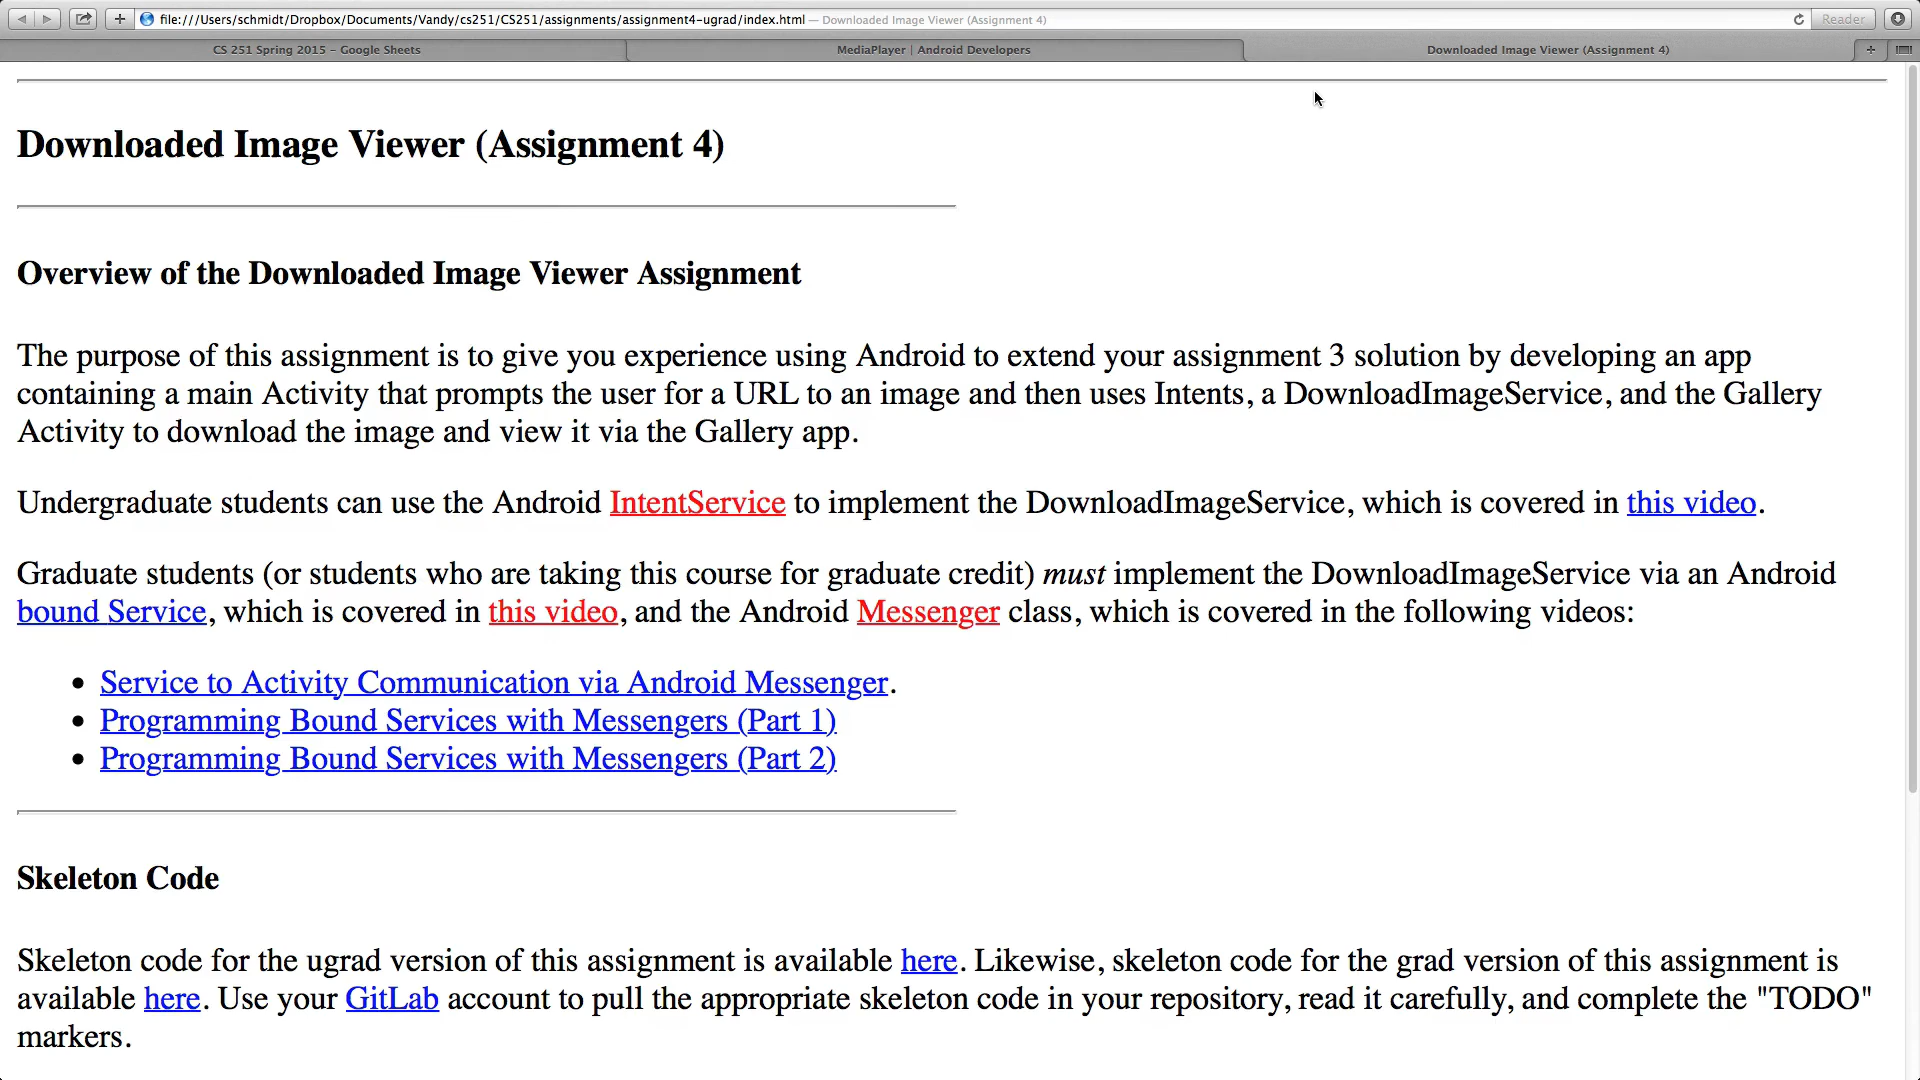 file:///Users/schmidt/Dropbox/Documents/Vandy/cs251/CS251/assignments/assignment4-ugrad/index.html — Downloaded Image Viewer (Assignment 4)
Reader
CS 251 Spring 2015 - Google Sheets
MediaPlayer | Android Developers
Downloaded Image Viewer (Assignment 4)
Downloaded Image Viewer (Assignment 4)
Overview of the Downloaded Image Viewer Assignment
The purpose of this assignment is to give you experience using Android to extend your assignment 3 solution by developing an app
containing a main Activity that prompts the user for a URL to an image and then uses Intents, a DownloadImageService, and the Gallery
Activity to download the image and view it via the Gallery app.
Undergraduate students can use the Android IntentService to implement the DownloadImageService, which is covered in this video.
Graduate students (or students who are taking this course for graduate credit) must implement the DownloadImageService via an Android
bound Service, which is covered in this video, and the Android Messenger class, which is covered in the following videos:
• Service to Activity Communication via Android Messenger.
• Programming Bound Services with Messengers (Part 1)
• Programming Bound Services with Messengers (Part 2)
Skeleton Code
Skeleton code for the ugrad version of this assignment is available here. Likewise, skeleton code for the grad version of this assignment is
available here. Use your GitLab account to pull the appropriate skeleton code in your repository, read it carefully, and complete the "TODO"
markers.